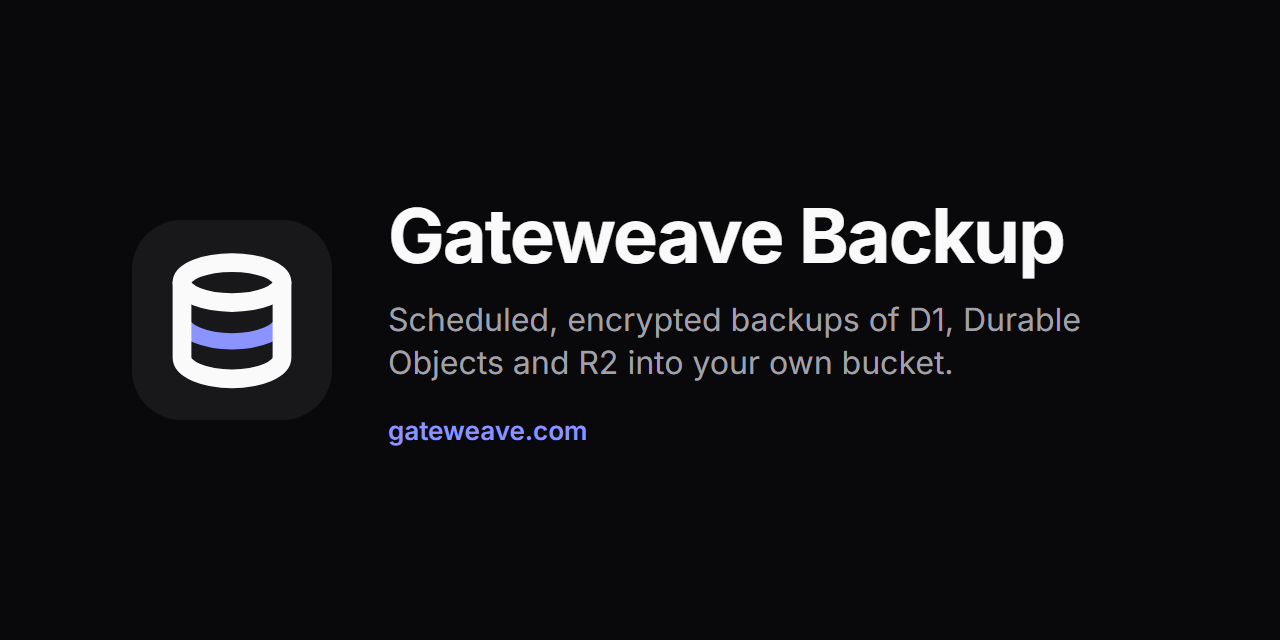 Gateweave Backup
Scheduled, encrypted backups of D1, Durable
Objects and R2 into your own bucket.
gateweave.com